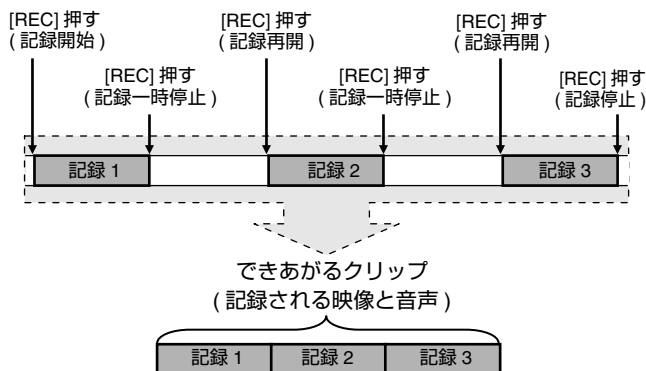 [REC] 押す
( 記録開始 )
[REC] 押す
( 記録一時停止 )
[REC] 押す
( 記録再開 )
[REC] 押す
( 記録一時停止 )
[REC] 押す
( 記録再開 )
[REC] 押す
( 記録停止 )
記録 1
記録 2
記録 3
できあがるクリップ
( 記録される映像と音声 )
記録 1
記録 2
記録 3